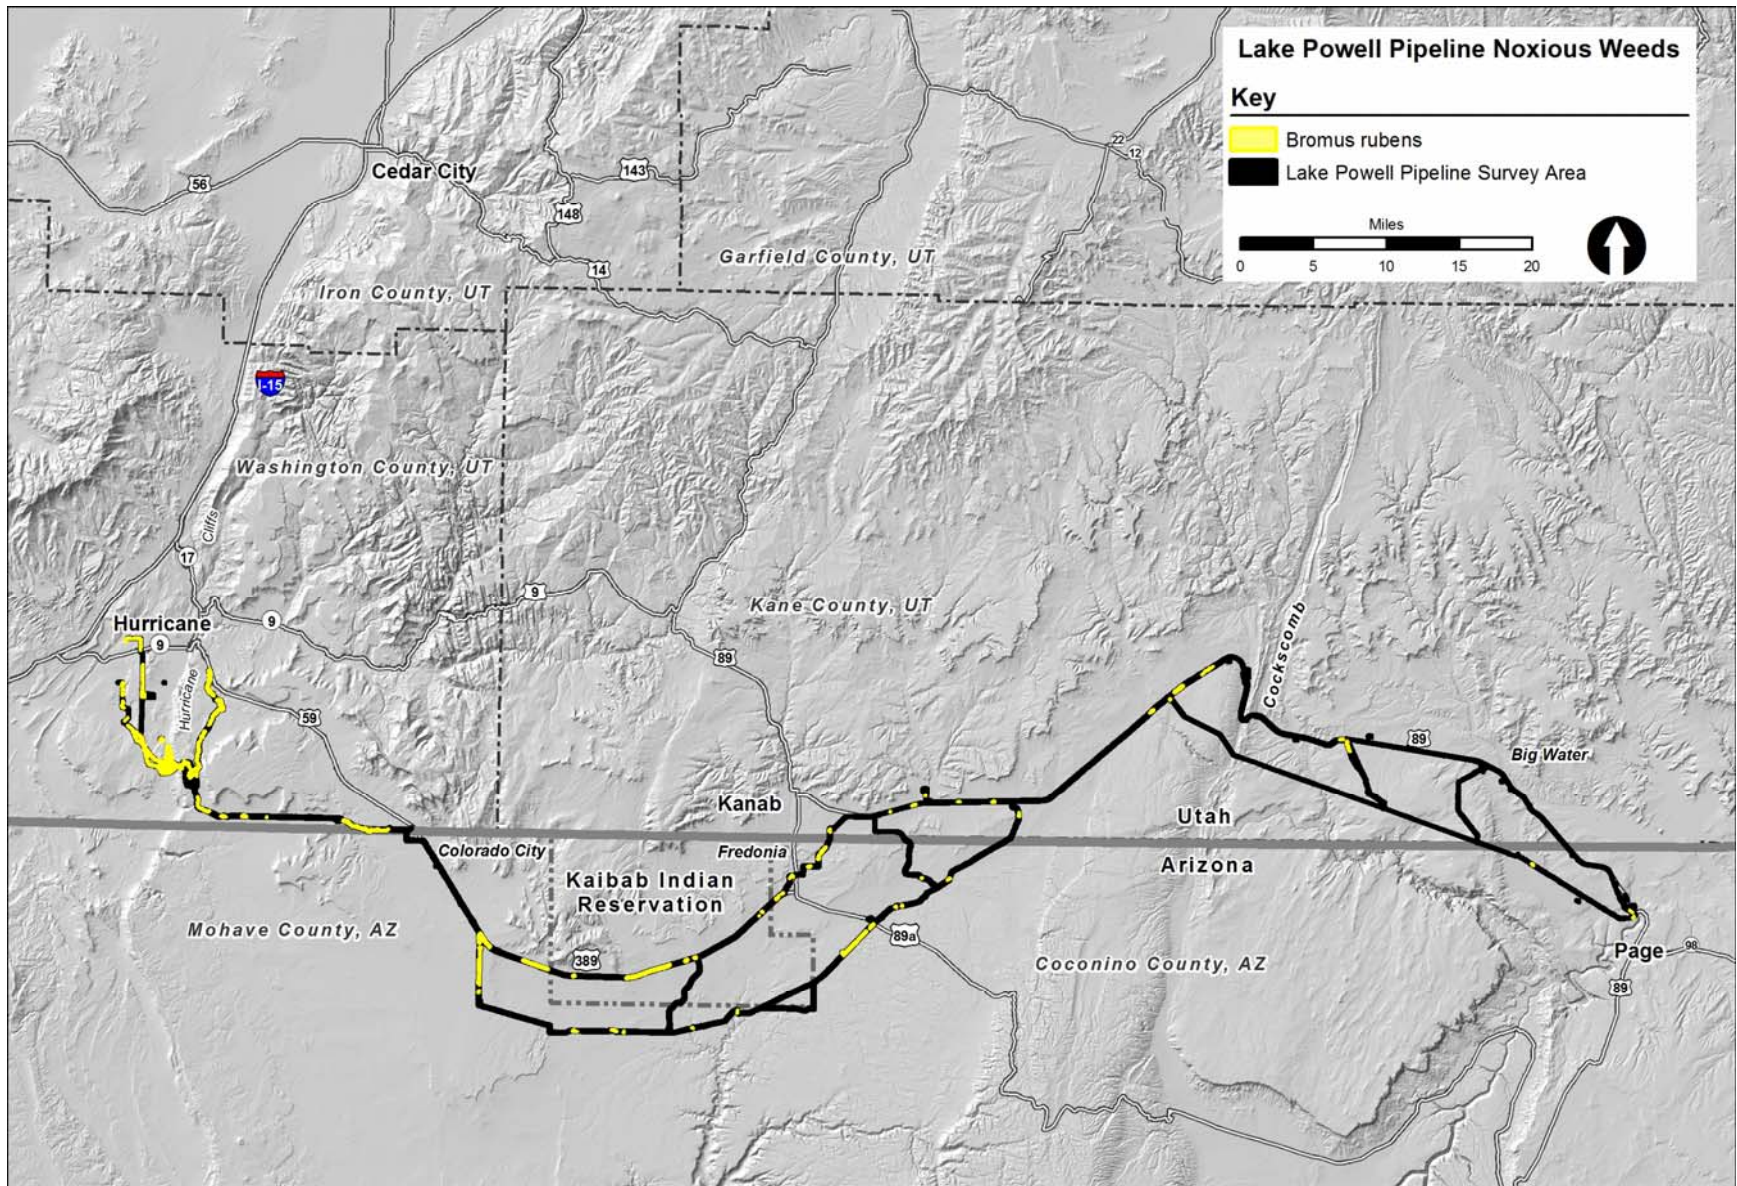 Lake Powell Pipeline Noxious Weeds
Key
Bromus rubens
Lake Powell Pipeline Survey Area
Miles
0 5 10 15 20
22
12
56
Cedar City
143
148
14
Garfield County, UT
Iron County, UT
I-15
Washington County, UT
Cliffs
17
9
9
Kane County, UT
Hurricane
9
89
Cockscomb
Hurricane
59
89
Big Water
Kanab
Utah
Colorado City
Fredonia
Arizona
Kaibab Indian
Reservation
Mohave County, AZ
89a
389
Coconino County, AZ
Page
98
89